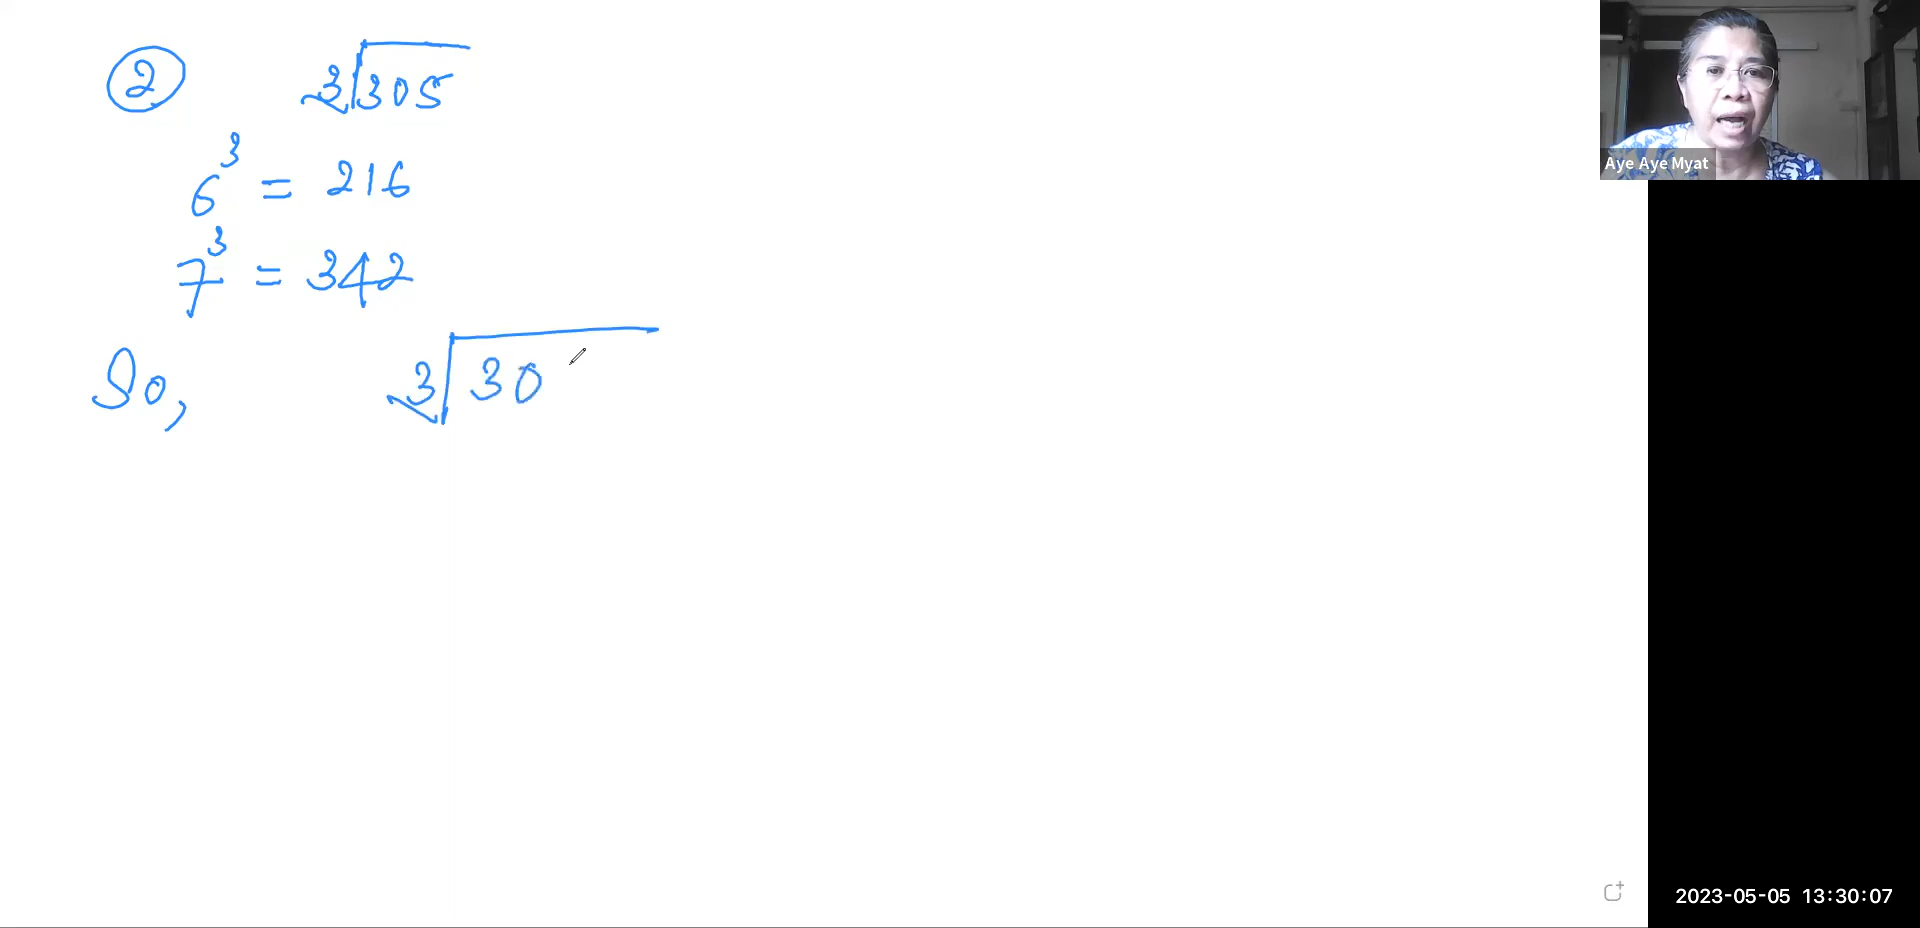 ② ∛305
6³ = 216
7³ = 342
So, ∛30
Aye Aye Myat
2023-05-05 13:30:07